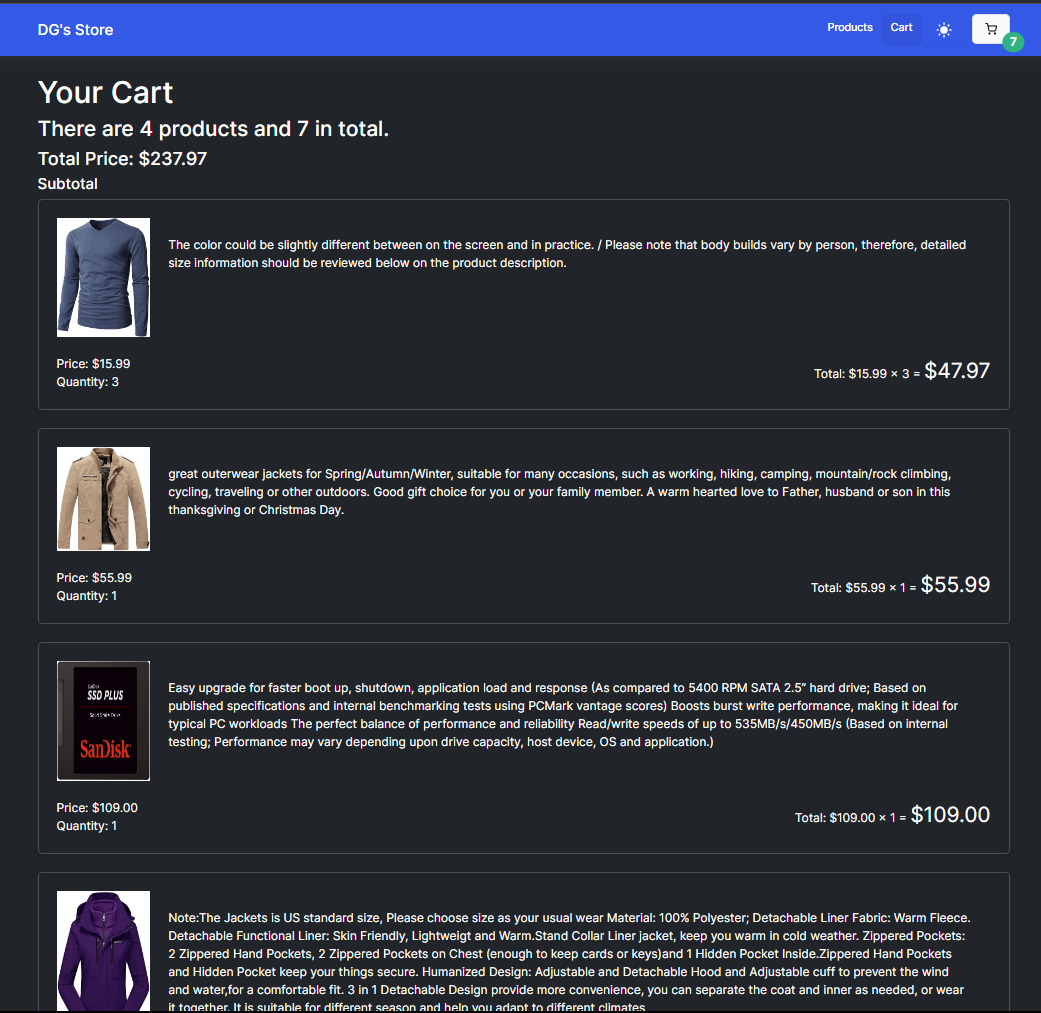 DG's Store
Products
Cart
7
Your Cart
There are 4 products and 7 in total.
Total Price: $237.97
Subtotal
The color could be slightly different between on the screen and in practice. / Please note that body builds vary by person, therefore, detailed
size information should be reviewed below on the product description.
Price: $15.99
Quantity: 3
Total: $15.99 × 3 = $47.97
great outerwear jackets for Spring/Autumn/Winter, suitable for many occasions, such as working, hiking, camping, mountain/rock climbing,
cycling, traveling or other outdoors. Good gift choice for you or your family member. A warm hearted love to Father, husband or son in this
thanksgiving or Christmas Day.
Price: $55.99
Quantity: 1
Total: $55.99 × 1 = $55.99
SanDisk
SSD PLUS
Solid State Drive
SanDisk
Easy upgrade for faster boot up, shutdown, application load and response (As compared to 5400 RPM SATA 2.5” hard drive; Based on
published specifications and internal benchmarking tests using PCMark vantage scores) Boosts burst write performance, making it ideal for
typical PC workloads The perfect balance of performance and reliability Read/write speeds of up to 535MB/s/450MB/s (Based on internal
testing; Performance may vary depending upon drive capacity, host device, OS and application.)
Price: $109.00
Quantity: 1
Total: $109.00 × 1 = $109.00
Note:The Jackets is US standard size, Please choose size as your usual wear Material: 100% Polyester; Detachable Liner Fabric: Warm Fleece.
Detachable Functional Liner: Skin Friendly, Lightweigt and Warm.Stand Collar Liner jacket, keep you warm in cold weather. Zippered Pockets:
2 Zippered Hand Pockets, 2 Zippered Pockets on Chest (enough to keep cards or keys)and 1 Hidden Pocket Inside.Zippered Hand Pockets
and Hidden Pocket keep your things secure. Humanized Design: Adjustable and Detachable Hood and Adjustable cuff to prevent the wind
and water,for a comfortable fit. 3 in 1 Detachable Design provide more convenience, you can separate the coat and inner as needed, or wear
it together. It is suitable for different season and help you adapt to different climates